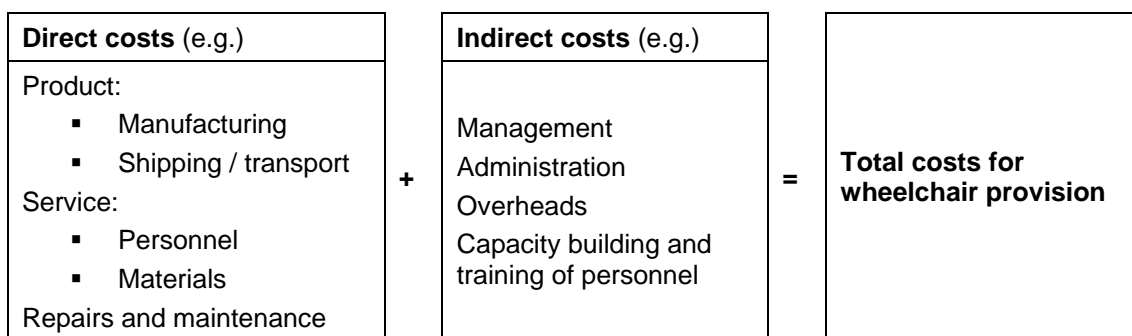 Direct costs (e.g.)
Product:
▪ Manufacturing
▪ Shipping / transport
Service:
▪ Personnel
▪ Materials
Repairs and maintenance
+
Indirect costs (e.g.)
Management
Administration
Overheads
Capacity building and
training of personnel
=
Total costs for
wheelchair provision